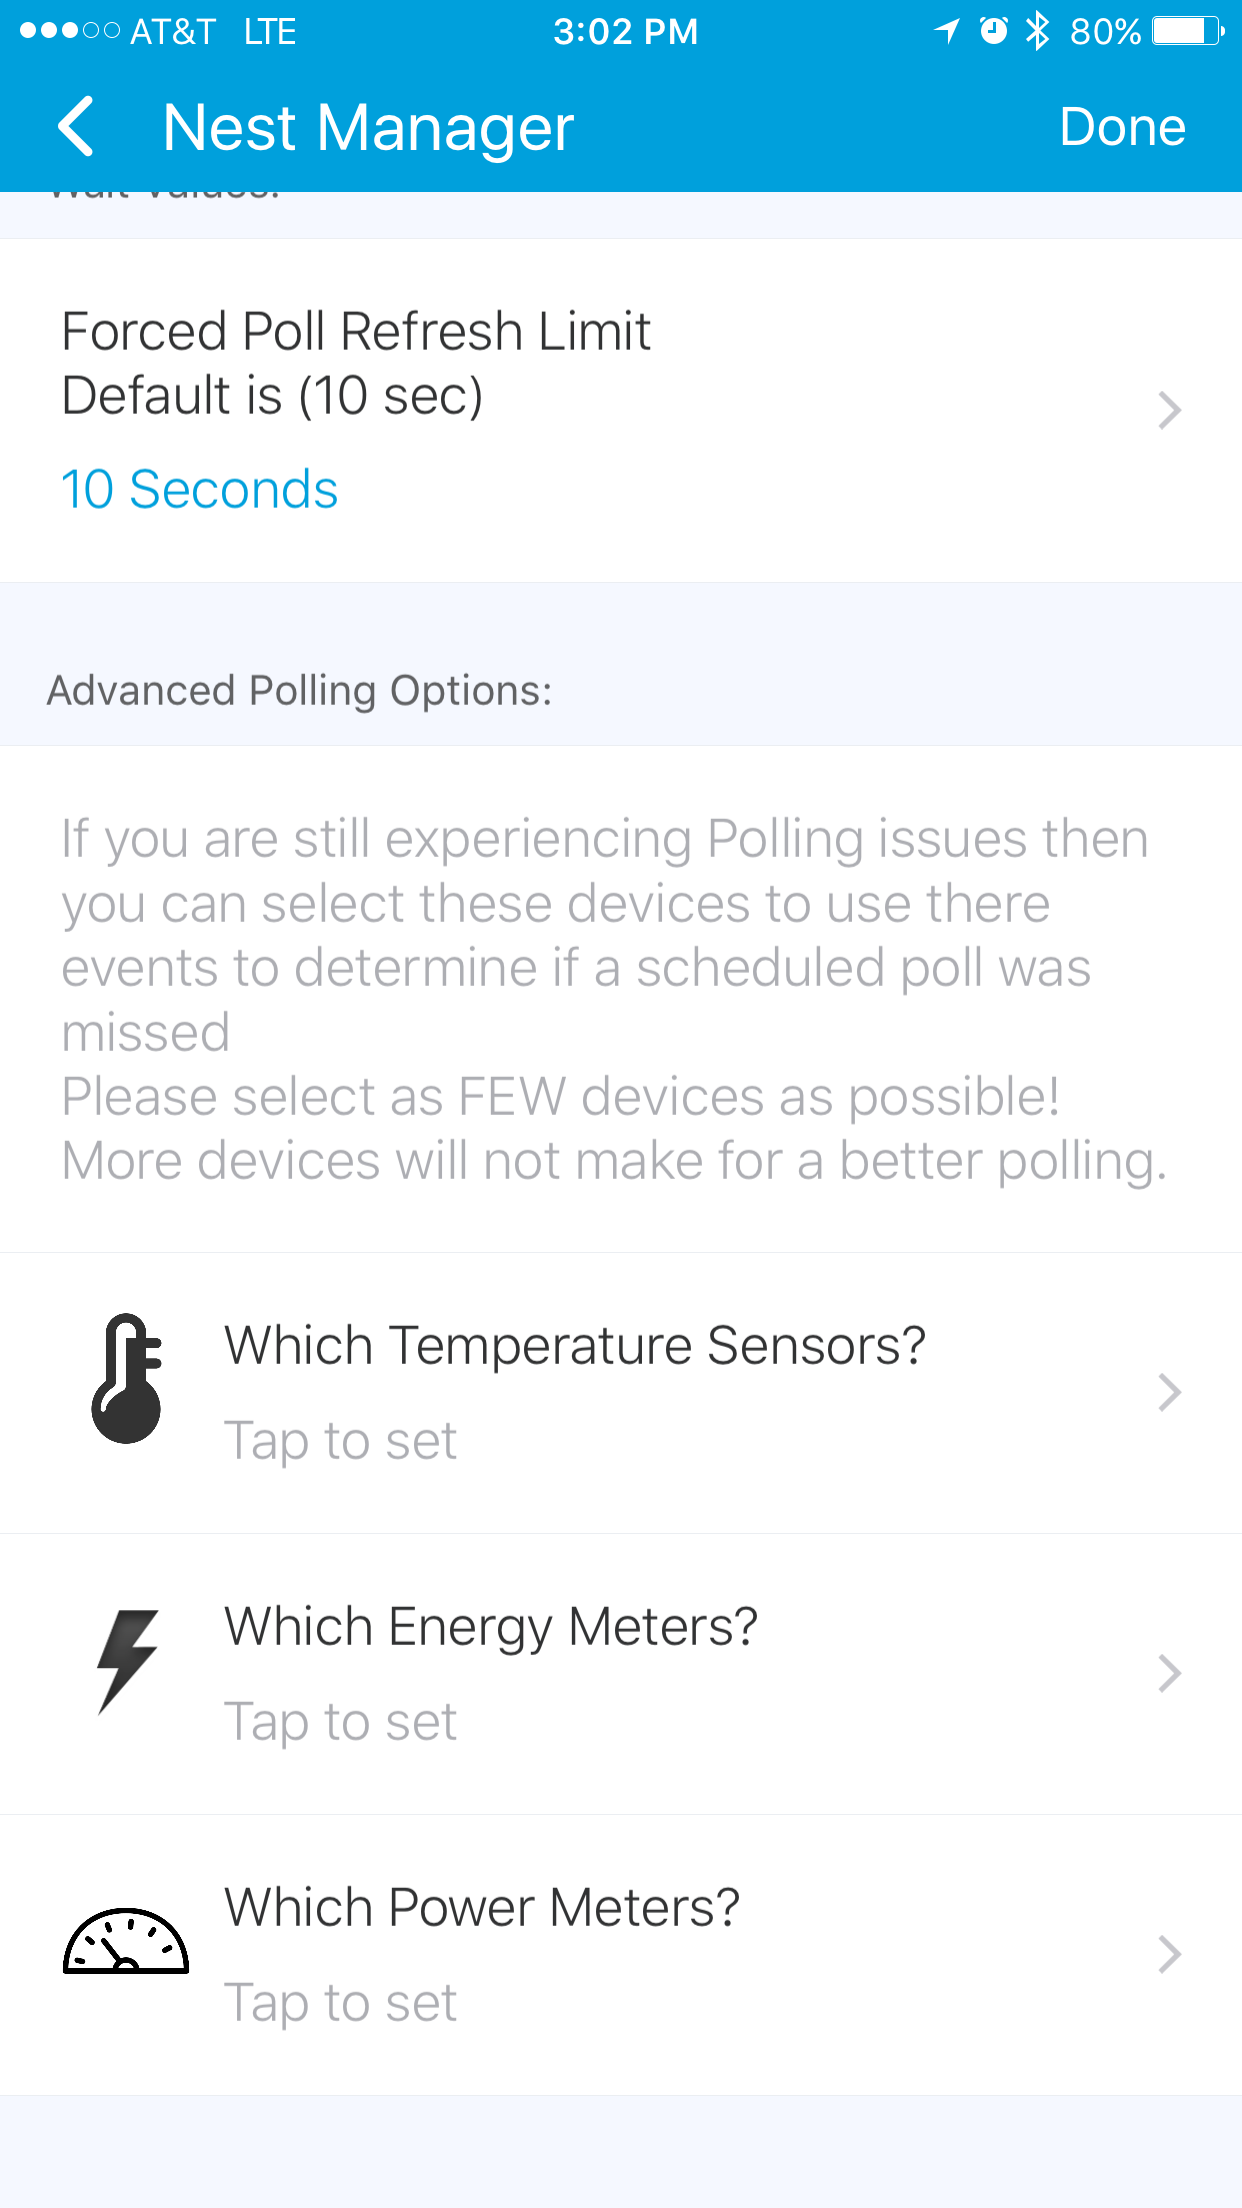 AT&T LTE 3:02 PM 80%
Nest Manager Done
Wait Values:
Forced Poll Refresh Limit
Default is (10 sec)
10 Seconds
Advanced Polling Options:
If you are still experiencing Polling issues then
you can select these devices to use there
events to determine if a scheduled poll was
missed
Please select as FEW devices as possible!
More devices will not make for a better polling.
Which Temperature Sensors?
Tap to set
Which Energy Meters?
Tap to set
Which Power Meters?
Tap to set